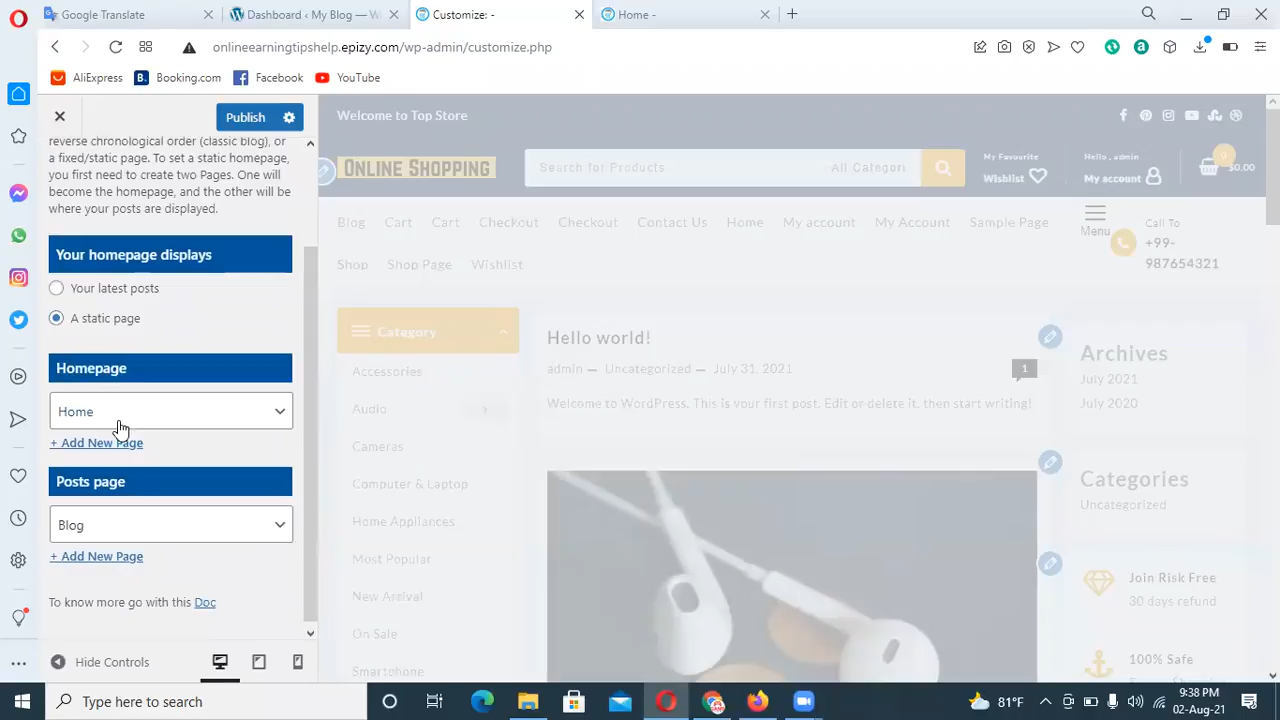 Google Translate
Dashboard ‹ My Blog — W
Customize: -
Home -
onlineearningtipshelp.epizy.com/wp-admin/customize.php
AliExpress
Booking.com
Facebook
YouTube
Publish
reverse chronological order (classic blog), or
a fixed/static page. To set a static homepage,
you first need to create two Pages. One will
become the homepage, and the other will be
where your posts are displayed.
Your homepage displays
Your latest posts
A static page
Homepage
Home
+ Add New Page
Posts page
Blog
+ Add New Page
To know more go with this Doc
Hide Controls
Welcome to Top Store
ONLINE SHOPPING
Search for Products
All Categori
My Favourite
Wishlist
Hello , admin
My account
0
$0.00
Blog Cart Cart Checkout Checkout Contact Us Home My account My Account Sample Page
Shop Shop Page Wishlist
Menu
Call To
+99-
987654321
Category
Accessories
Audio
Cameras
Computer & Laptop
Home Appliances
Most Popular
New Arrival
On Sale
Smartphone
Hello world!
admin — Uncategorized — July 31, 2021
1
Welcome to WordPress. This is your first post. Edit or delete it, then start writing!
Archives
July 2021
July 2020
Categories
Uncategorized
Join Risk Free
30 days refund
100% Safe
Type here to search
81°F
9:38 PM
02-Aug-21